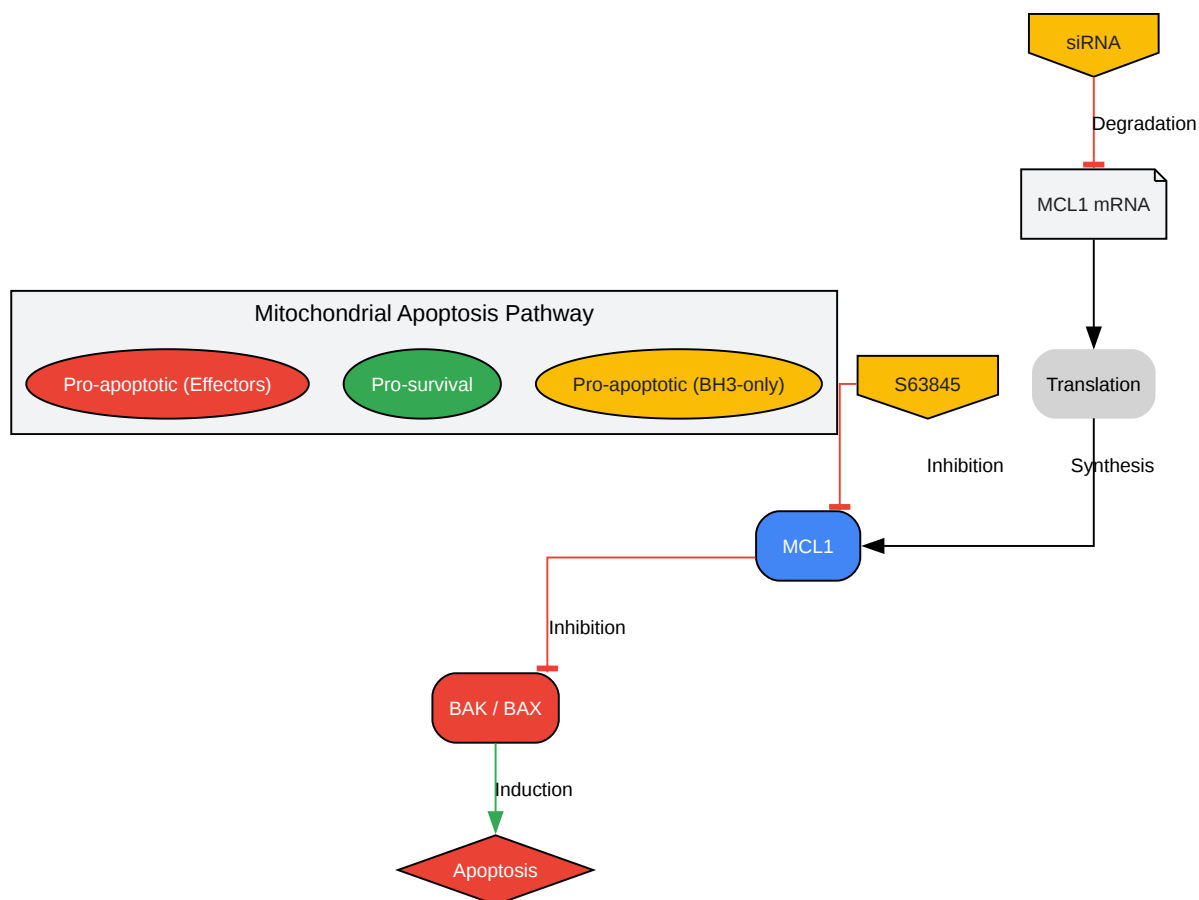 siRNA
Degradation
MCL1 mRNA
Mitochondrial Apoptosis Pathway
Pro-apoptotic (Effectors)
Pro-survival
Pro-apoptotic (BH3-only)
S63845
Translation
Inhibition
Synthesis
MCL1
Inhibition
BAK / BAX
Induction
Apoptosis